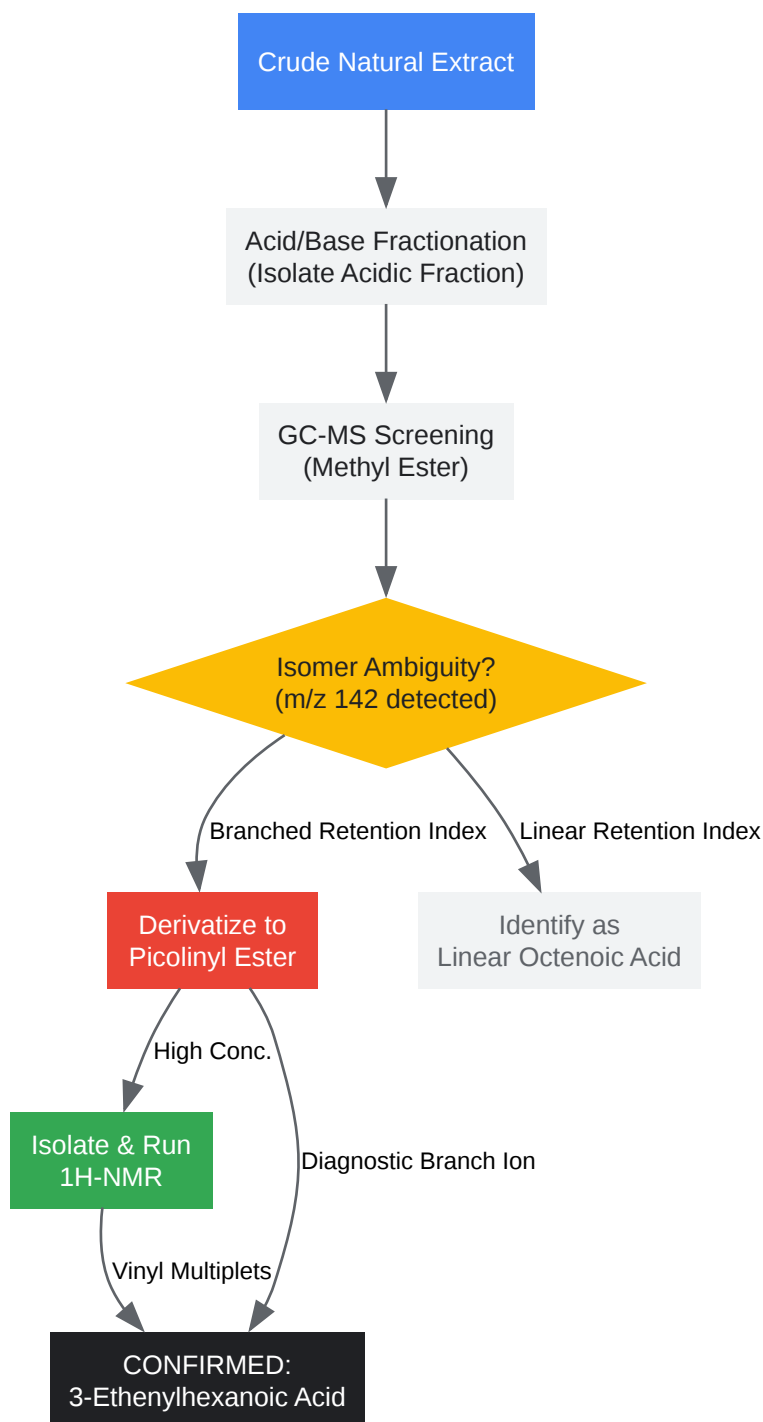 Crude Natural Extract
Acid/Base Fractionation
(Isolate Acidic Fraction)
GC-MS Screening
(Methyl Ester)
Isomer Ambiguity?
(m/z 142 detected)
Branched Retention Index
Linear Retention Index
Derivatize to
Picolinyl Ester
Identify as
Linear Octenoic Acid
High Conc.
Isolate & Run
1H-NMR
Diagnostic Branch Ion
Vinyl Multiplets
CONFIRMED:
3-Ethenylhexanoic Acid